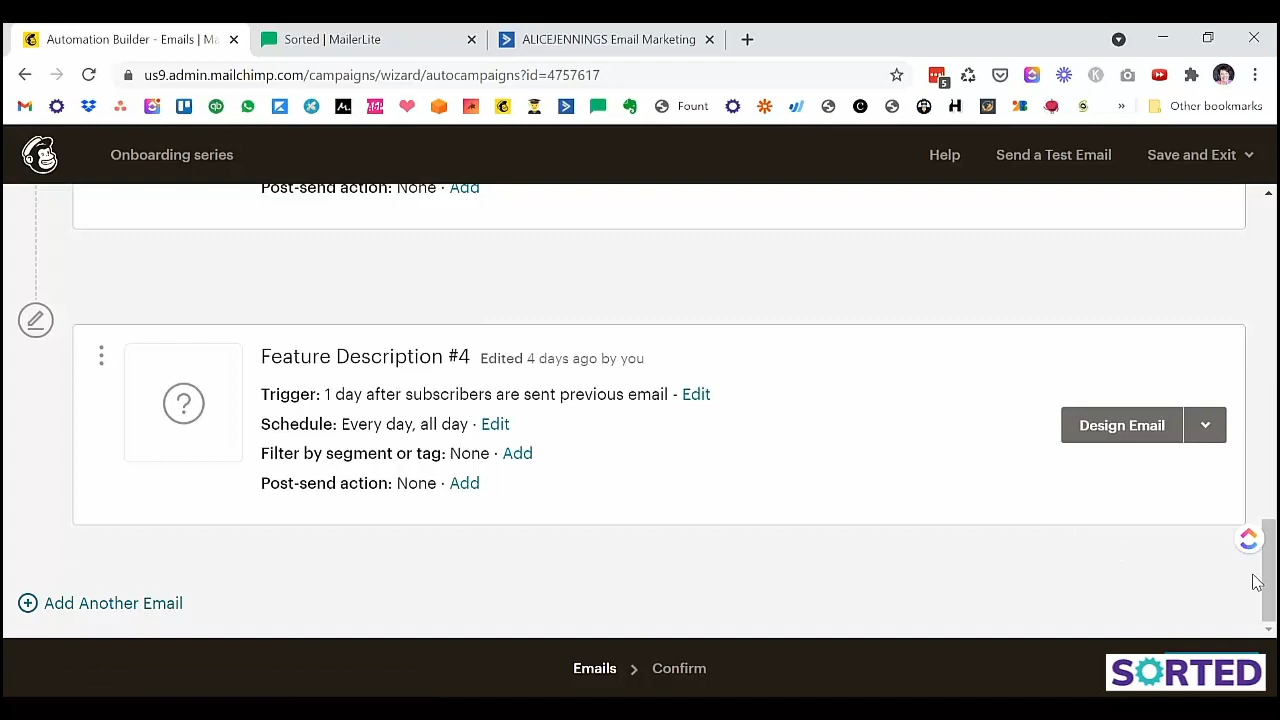 Automation Builder - Emails | Ma
Sorted | MailerLite
ALICEJENNINGS Email Marketing
us9.admin.mailchimp.com/campaigns/wizard/autocampaigns?id=4757617
5
Fount
»
Other bookmarks
Onboarding series
Help
Send a Test Email
Save and Exit
Post-send action: None · Add
Feature Description #4 Edited 4 days ago by you
Trigger: 1 day after subscribers are sent previous email - Edit
Schedule: Every day, all day · Edit
Filter by segment or tag: None · Add
Post-send action: None · Add
Design Email
Add Another Email
Emails > Confirm
SORTED